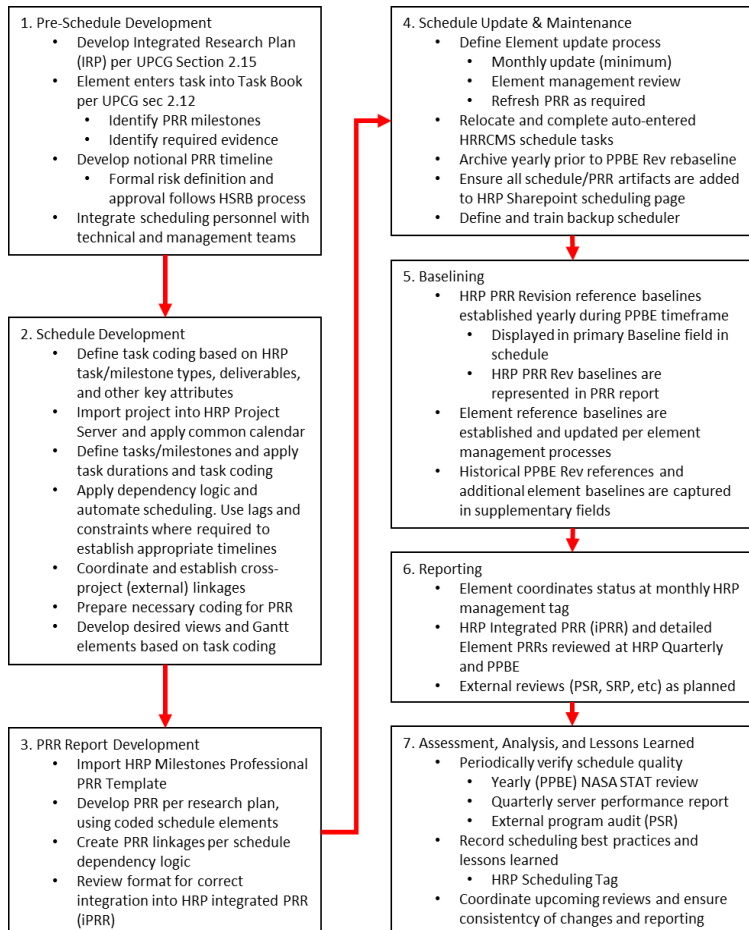 1. Pre-Schedule Development
• Develop Integrated Research Plan
(IRP) per UPCG Section 2.15
• Element enters task into Task Book
per UPCG sec 2.12
• Identify PRR milestones
• Identify required evidence
• Develop notional PRR timeline
• Formal risk definition and
approval follows HSRB process
• Integrate scheduling personnel with
technical and management teams
2. Schedule Development
• Define task coding based on HRP
task/milestone types, deliverables,
and other key attributes
• Import project into HRP Project
Server and apply common calendar
• Define tasks/milestones and apply
task durations and task coding
• Apply dependency logic and
automate scheduling. Use lags and
constraints where required to
establish appropriate timelines
• Coordinate and establish cross-
project (external) linkages
• Prepare necessary coding for PRR
• Develop desired views and Gantt
elements based on task coding
3. PRR Report Development
• Import HRP Milestones Professional
PRR Template
• Develop PRR per research plan,
using coded schedule elements
• Create PRR linkages per schedule
dependency logic
• Review format for correct
integration into HRP integrated PRR
(iPRR)
4. Schedule Update & Maintenance
• Define Element update process
• Monthly update (minimum)
• Element management review
• Refresh PRR as required
• Relocate and complete auto-entered
HRRCMS schedule tasks
• Archive yearly prior to PPBE Rev rebaseline
• Ensure all schedule/PRR artifacts are added
to HRP Sharepoint scheduling page
• Define and train backup scheduler
5. Baselining
• HRP PRR Revision reference baselines
established yearly during PPBE timeframe
• Displayed in primary Baseline field in
schedule
• HRP PRR Rev baselines are
represented in PRR report
• Element reference baselines are
established and updated per element
management processes
• Historical PPBE Rev references and
additional element baselines are captured
in supplementary fields
6. Reporting
• Element coordinates status at monthly HRP
management tag
• HRP Integrated PRR (iPRR) and detailed
Element PRRs reviewed at HRP Quarterly
and PPBE
• External reviews (PSR, SRP, etc) as planned
7. Assessment, Analysis, and Lessons Learned
• Periodically verify schedule quality
• Yearly (PPBE) NASA STAT review
• Quarterly server performance report
• External program audit (PSR)
• Record scheduling best practices and
lessons learned
• HRP Scheduling Tag
• Coordinate upcoming reviews and ensure
consistentcy of changes and reporting